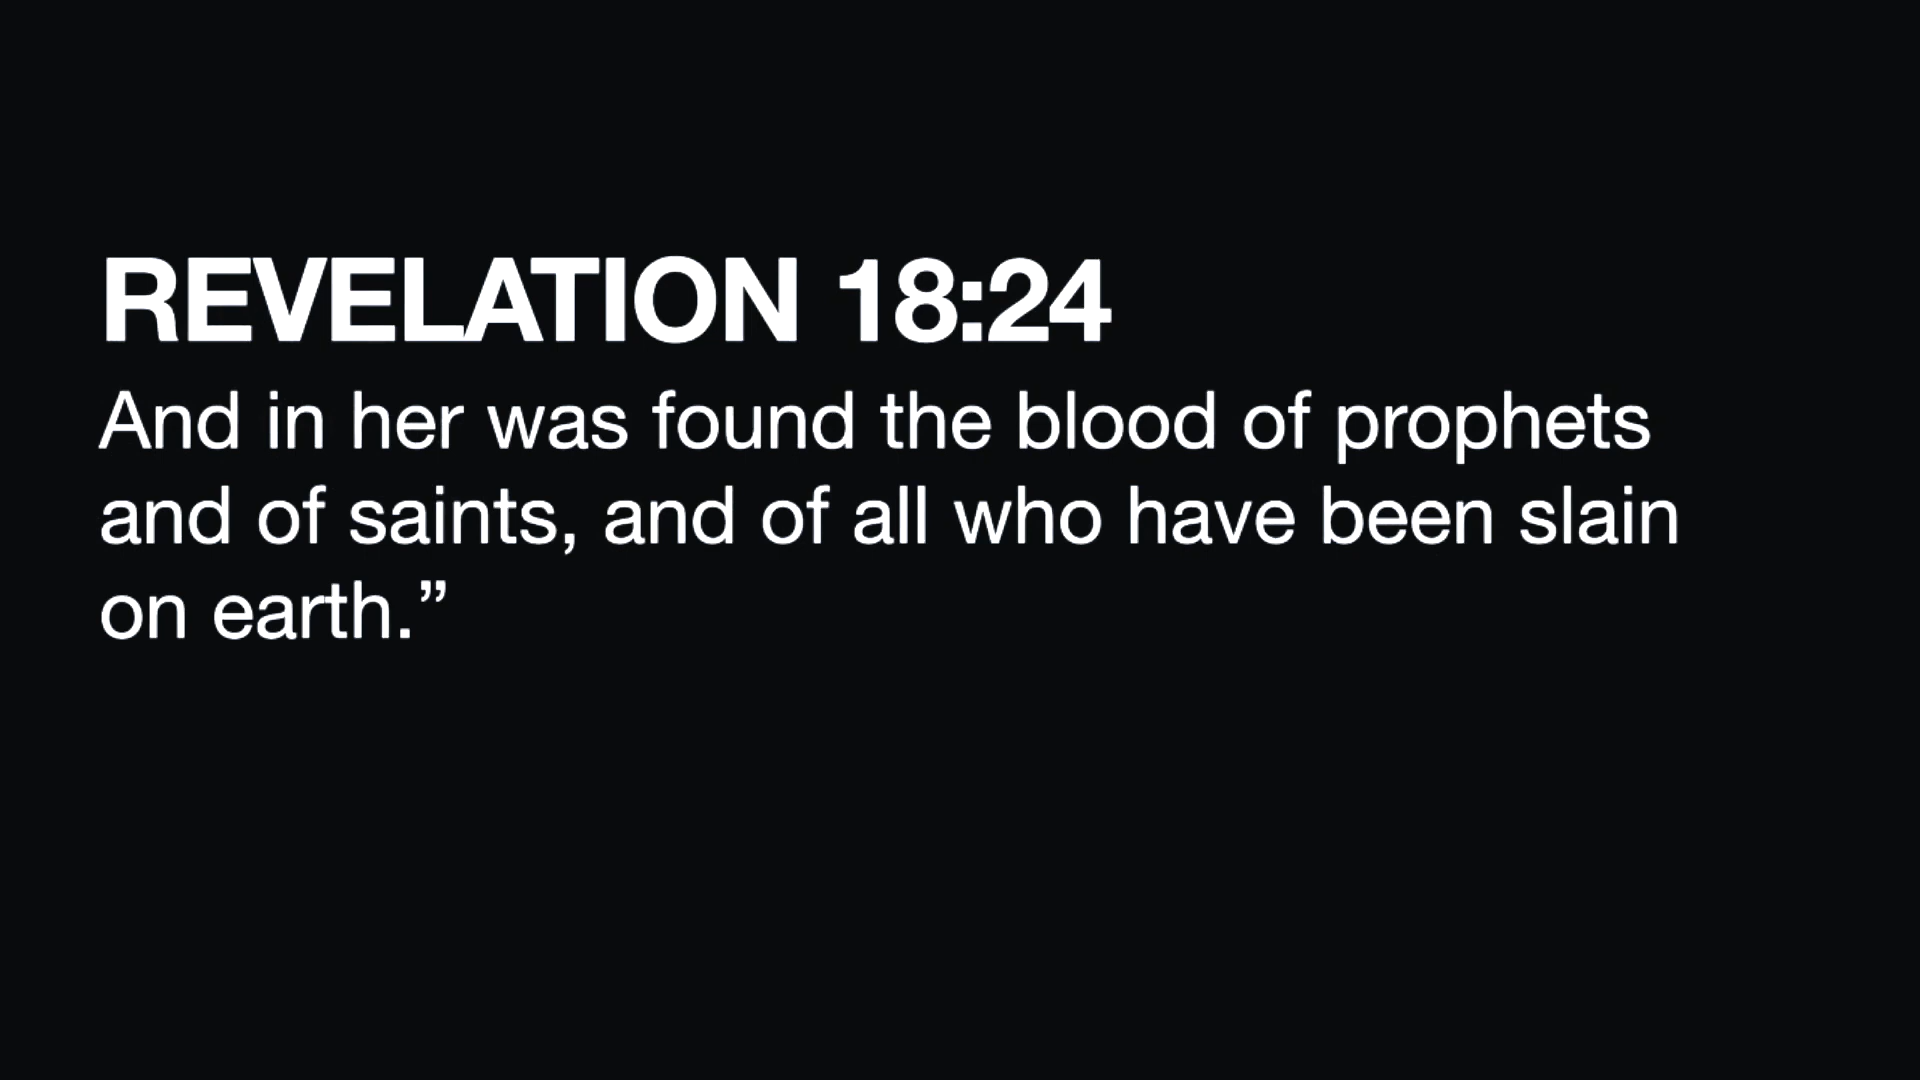 REVELATION 18:24
And in her was found the blood of prophets
and of saints, and of all who have been slain
on earth.”